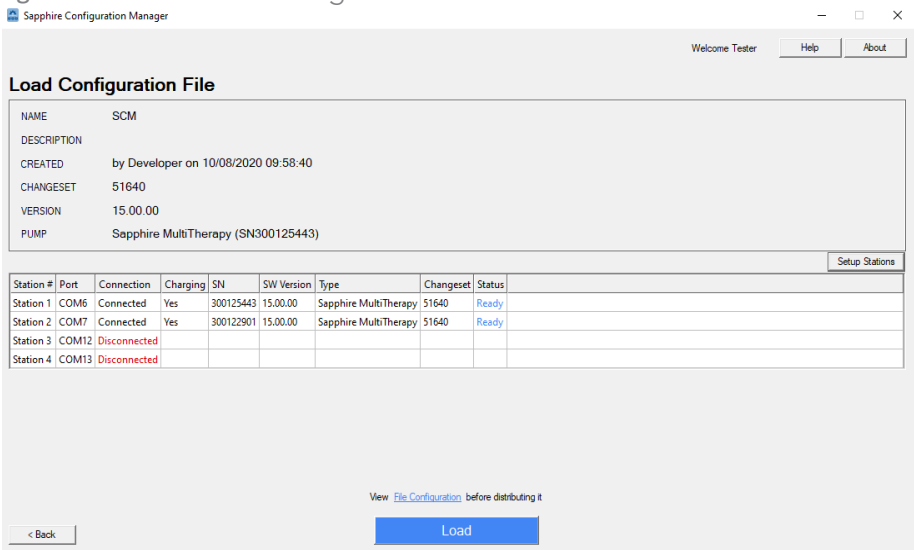 Sapphire Configuration Manager
Welcome Tester Help About
Load Configuration File
NAME SCM
DESCRIPTION
CREATED by Developer on 10/08/2020 09:58:40
CHANGESET 51640
VERSION 15.00.00
PUMP Sapphire MultiTherapy (SN300125443)
Setup Stations
Station # Port Connection Charging SN SW Version Type Changeset Status
Station 1 COM6 Connected Yes 300125443 15.00.00 Sapphire MultiTherapy 51640 Ready
Station 2 COM7 Connected Yes 300122901 15.00.00 Sapphire MultiTherapy 51640 Ready
Station 3 COM12 Disconnected
Station 4 COM13 Disconnected
View File Configuration before distributing it
< Back Load